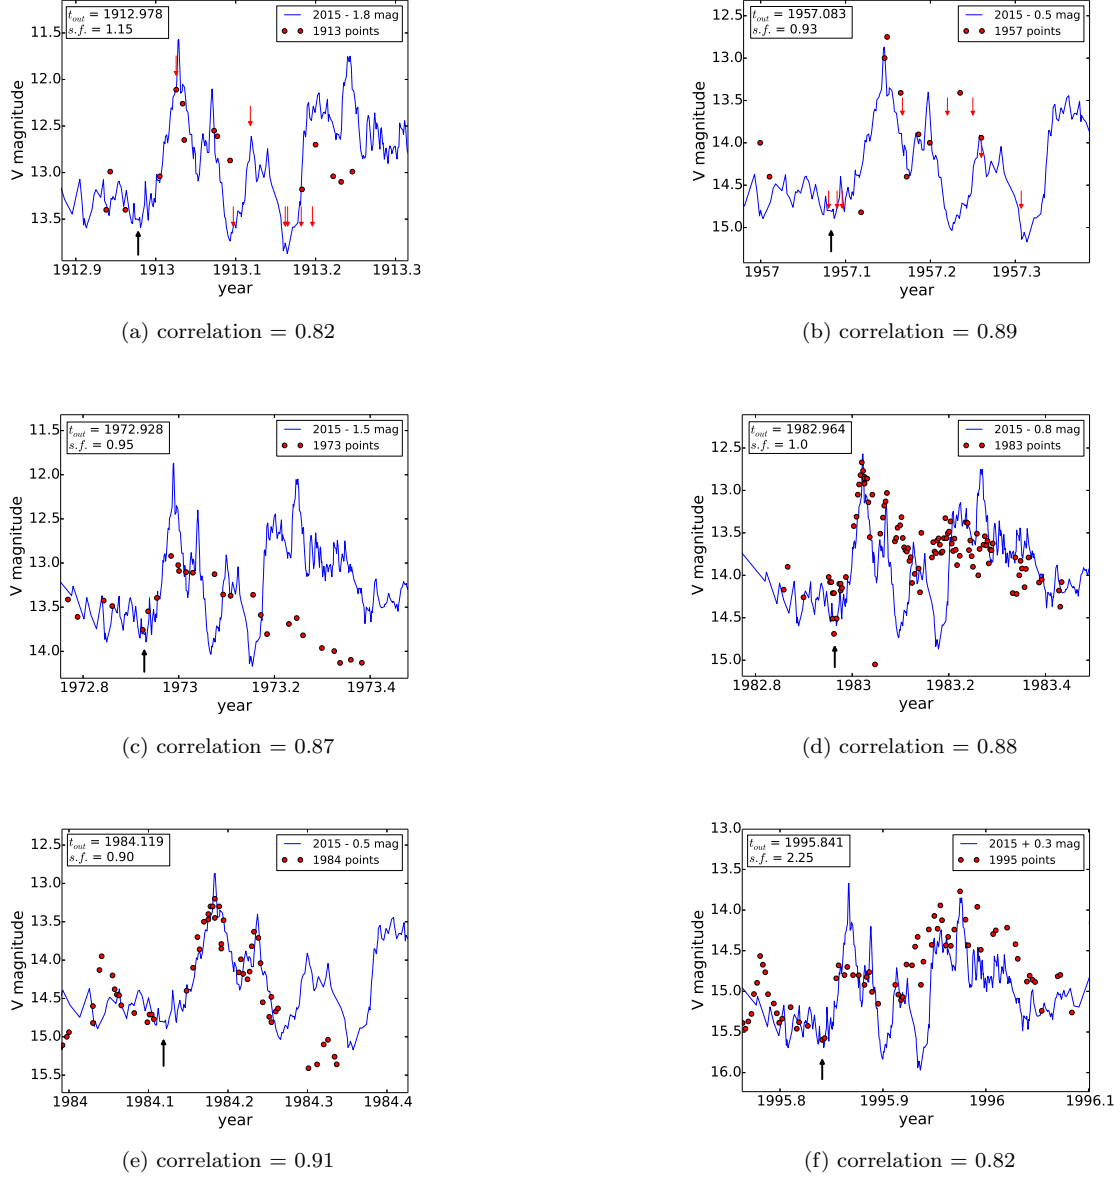 t_out = 1912.978
s.f. = 1.15
2015 - 1.8 mag
1913 points
V magnitude
11.5
12.0
12.5
13.0
13.5
1912.9 1913 1913.1 1913.2 1913.3
year
(a) correlation = 0.82
t_out = 1957.083
s.f. = 0.93
2015 - 0.5 mag
1957 points
V magnitude
12.5
13.0
13.5
14.0
14.5
15.0
1957 1957.1 1957.2 1957.3
year
(b) correlation = 0.89
t_out = 1972.928
s.f. = 0.95
2015 - 1.5 mag
1973 points
V magnitude
11.5
12.0
12.5
13.0
13.5
14.0
1972.8 1973 1973.2 1973.4
year
(c) correlation = 0.87
t_out = 1982.964
s.f. = 1.0
2015 - 0.8 mag
1983 points
V magnitude
12.5
13.0
13.5
14.0
14.5
15.0
1982.8 1983 1983.2 1983.4
year
(d) correlation = 0.88
t_out = 1984.119
s.f. = 0.90
2015 - 0.5 mag
1984 points
V magnitude
12.5
13.0
13.5
14.0
14.5
15.0
15.5
1984 1984.1 1984.2 1984.3 1984.4
year
(e) correlation = 0.91
t_out = 1995.841
s.f. = 2.25
2015 + 0.3 mag
1995 points
V magnitude
13.0
13.5
14.0
14.5
15.0
15.5
16.0
1995.8 1995.9 1996 1996.1
year
(f) correlation = 0.82